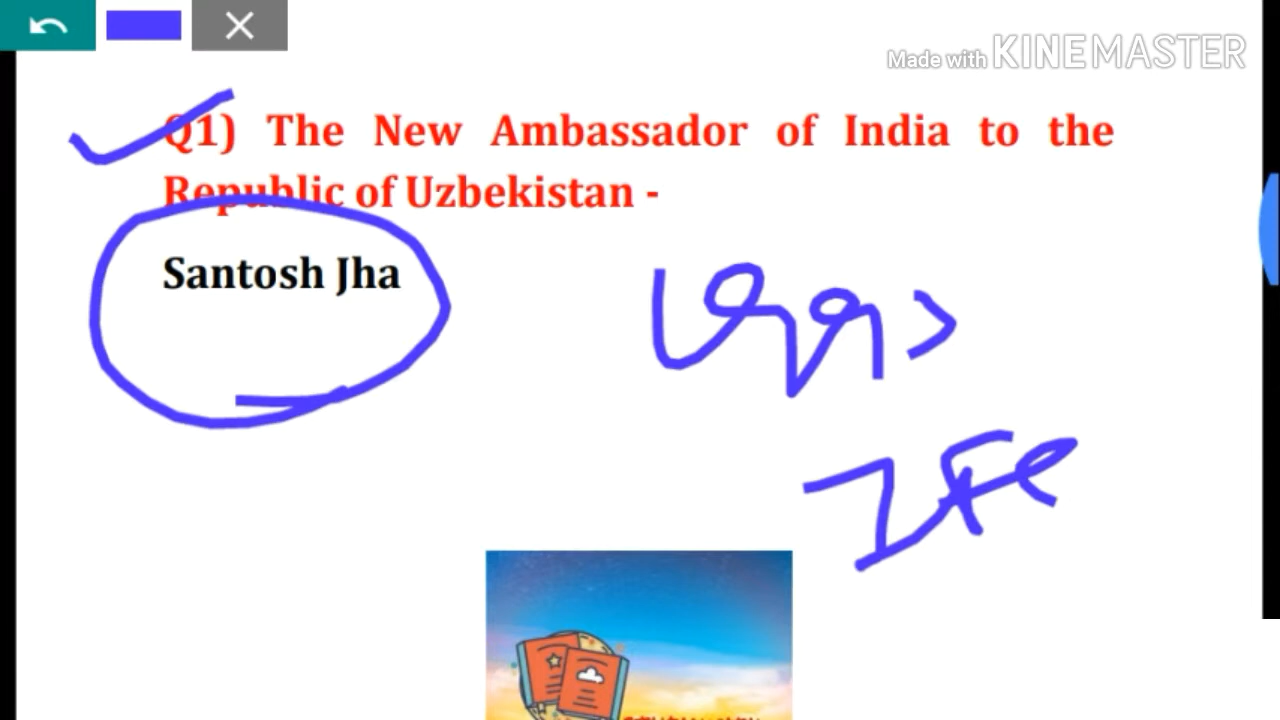 Made with KINEMASTER
Q1) The New Ambassador of India to the
Republic of Uzbekistan -
Santosh Jha